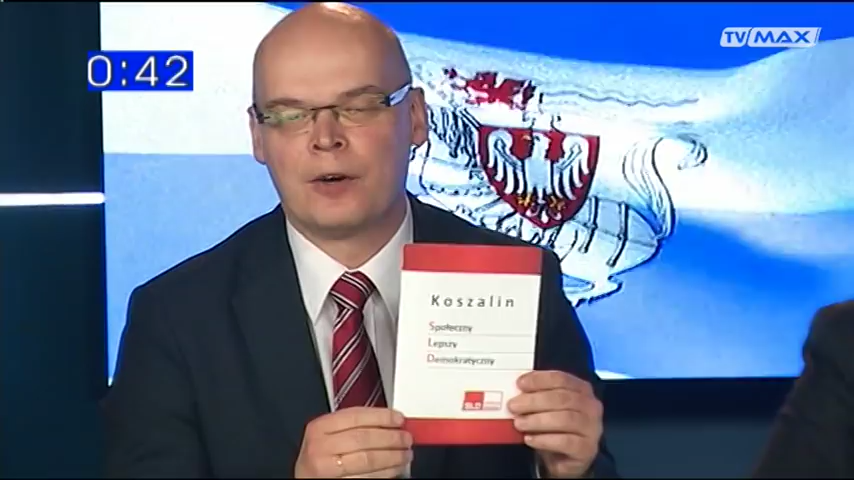 TV MAX
0:42
Koszalin
Społeczny
Lepszy
Demokratyczny
SLD